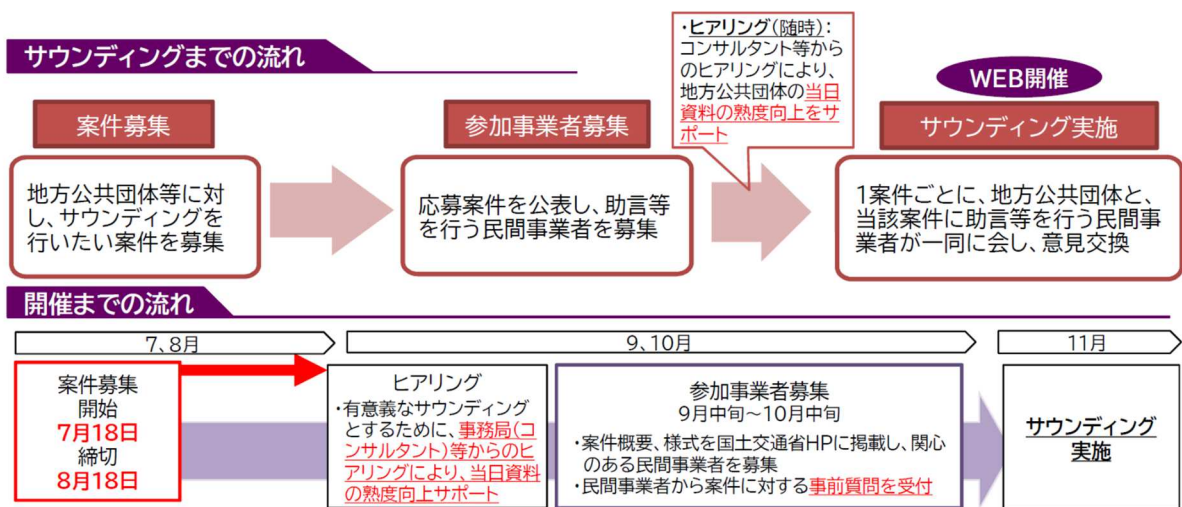 サウンディングまでの流れ
・ヒアリング(随時):
コンサルタント等から
のヒアリングにより、
地方公共団体の当日
資料の熟度向上をサ
ポート
WEB開催
案件募集
参加事業者募集
サウンディング実施
地方公共団体等に対
し、サウンディングを
行いたい案件を募集
応募案件を公表し、助言等
を行う民間事業者を募集
1案件ごとに、地方公共団体と、
当該案件に助言等を行う民間事
業者が一同に会し、意見交換
開催までの流れ
7、8月
9、10月
11月
案件募集
開始
7月18日
締切
8月18日
ヒアリング
・有意義なサウンディング
とするために、事務局(コ
ンサルタント)等からのヒ
アリングにより、当日資料
の熟度向上サポート
参加事業者募集
9月中旬~10月中旬
・案件概要、様式を国土交通省HPに掲載し、関心
のある民間事業者を募集
・民間事業者から案件に対する事前質問を受付
サウンディング
実施